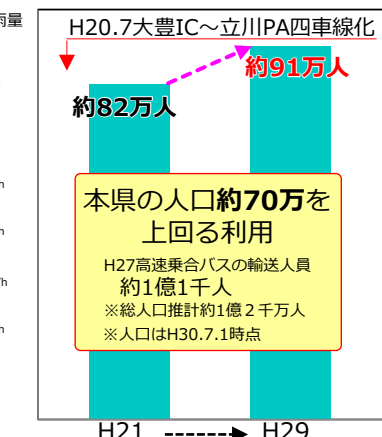 雨量
H20.7大豊IC～立川PA四車線化
約91万人
約82万人
h
本県の人口約70万を
上回る利用
h
H27高速乗合バスの輸送人員
約1億1千人
/h
※総人口推計約1億２千万人
h
※人口はH30.7.1時点
H21
H29